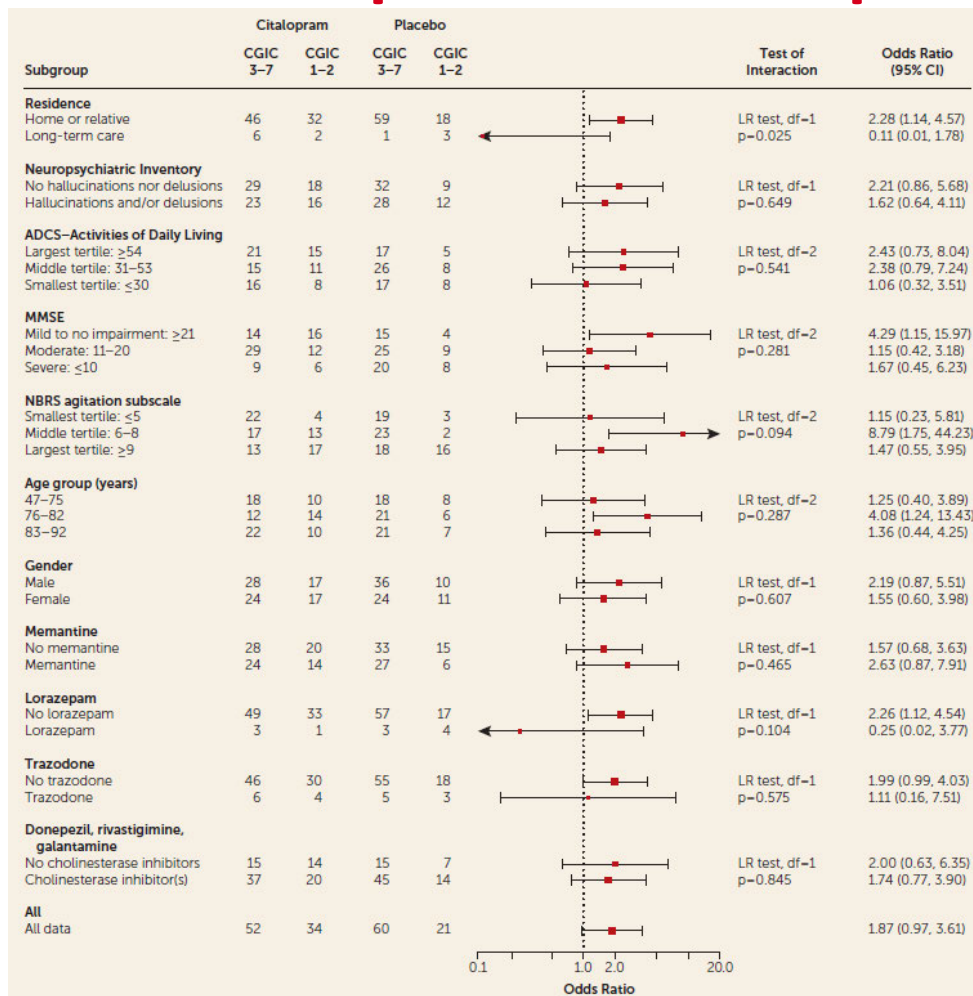 Citalopram Placebo
Subgroup CGIC 3–7 CGIC 1–2 CGIC 3–7 CGIC 1–2 Test of Interaction Odds Ratio (95% CI)
Residence
Home or relative 46 32 59 18 LR test, df=1 2.28 (1.14, 4.57)
Long-term care 6 2 1 3 p=0.025 0.11 (0.01, 1.78)
Neuropsychiatric Inventory
No hallucinations nor delusions 29 18 32 9 LR test, df=1 2.21 (0.86, 5.68)
Hallucinations and/or delusions 23 16 28 12 p=0.649 1.62 (0.64, 4.11)
ADCS–Activities of Daily Living
Largest tertile: ≥54 21 15 17 5 LR test, df=2 2.43 (0.73, 8.04)
Middle tertile: 31–53 15 11 26 8 p=0.541 2.38 (0.79, 7.24)
Smallest tertile: ≤30 16 8 17 8 1.06 (0.32, 3.51)
MMSE
Mild to no impairment: ≥21 14 16 15 4 LR test, df=2 4.29 (1.15, 15.97)
Moderate: 11–20 29 12 25 9 p=0.281 1.15 (0.42, 3.18)
Severe: ≤10 9 6 20 8 1.67 (0.45, 6.23)
NBRS agitation subscale
Smallest tertile: ≤5 22 4 19 3 LR test, df=2 1.15 (0.23, 5.81)
Middle tertile: 6–8 17 13 23 2 p=0.094 8.79 (1.75, 44.23)
Largest tertile: ≥9 13 17 18 16 1.47 (0.55, 3.95)
Age group (years)
47–75 18 10 18 8 LR test, df=2 1.25 (0.40, 3.89)
76–82 12 14 21 6 p=0.287 4.08 (1.24, 13.43)
83–92 22 10 21 7 1.36 (0.44, 4.25)
Gender
Male 28 17 36 10 LR test, df=1 2.19 (0.87, 5.51)
Female 24 17 24 11 p=0.607 1.55 (0.60, 3.98)
Memantine
No memantine 28 20 33 15 LR test, df=1 1.57 (0.68, 3.63)
Memantine 24 14 27 6 p=0.465 2.63 (0.87, 7.91)
Lorazepam
No lorazepam 49 33 57 17 LR test, df=1 2.26 (1.12, 4.54)
Lorazepam 3 1 3 4 p=0.104 0.25 (0.02, 3.77)
Trazodone
No trazodone 46 30 55 18 LR test, df=1 1.99 (0.99, 4.03)
Trazodone 6 4 5 3 p=0.575 1.11 (0.16, 7.51)
Donepezil, rivastigimine,
galantamine
No cholinesterase inhibitors 15 14 15 7 LR test, df=1 2.00 (0.63, 6.35)
Cholinesterase inhibitor(s) 37 20 45 14 p=0.845 1.74 (0.77, 3.90)
All
All data 52 34 60 21 1.87 (0.97, 3.61)
0.1 1.0 2.0 20.0
Odds Ratio